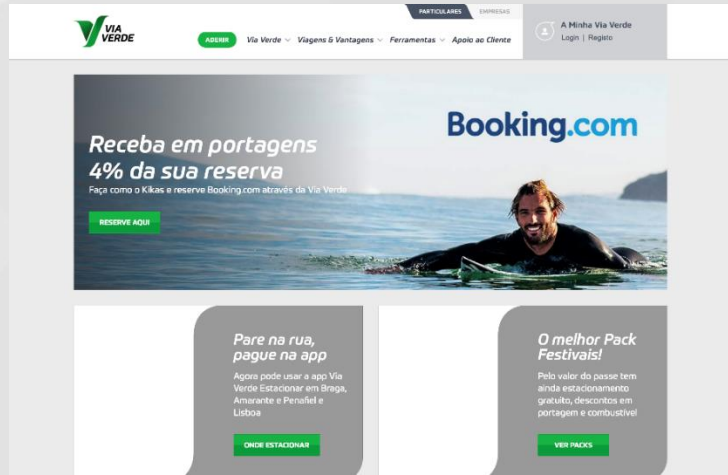 PARTICULARES EMPRESAS
VIA
VERDE
ADERIR Via Verde Viagens & Vantagens Ferramentas Apoio ao Cliente
A Minha Via Verde
Login | Registo
Booking.com
Receba em portagens
4% da sua reserva
Faça como o Kikas e reserve Booking.com através da Via Verde
RESERVE AQUI
Pare na rua,
pague na app
Agora pode usar a app Via
Verde Estacionar em Braga,
Amarante e Penafiel e
Lisboa
ONDE ESTACIONAR
O melhor Pack
Festivais!
Pelo valor do passe tem
ainda estacionamento
gratuito, descontos em
portagem e combustível
VER PACKS